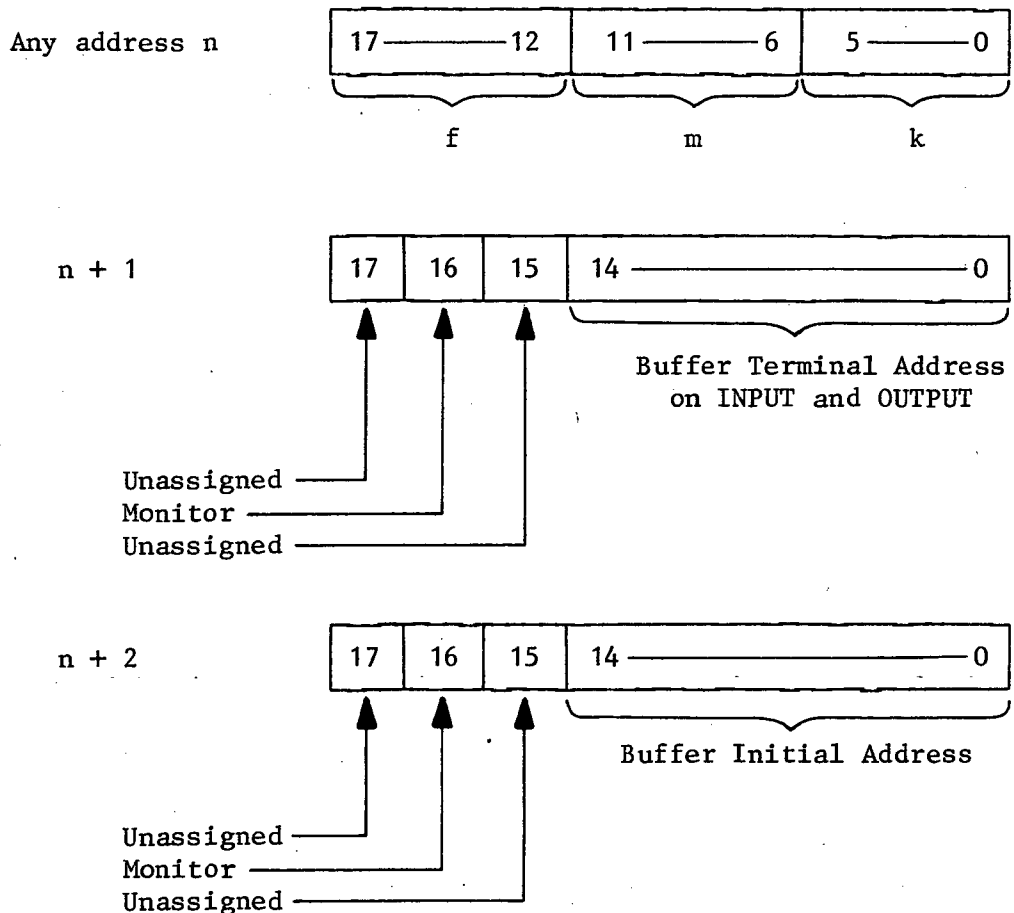 Any address n 17 12 11 6 5 0
f m k
n + 1 17 16 15 14 0
Buffer Terminal Address
on INPUT and OUTPUT
Unassigned
Monitor
Unassigned
n + 2 17 16 15 14 0
Buffer Initial Address
Unassigned
Monitor
Unassigned